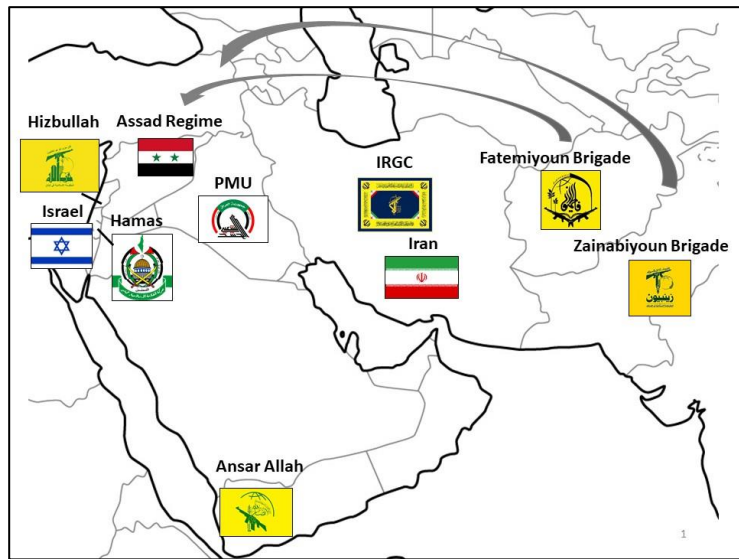 Hizbullah
Assad Regime
IRGC
Fatemiyoun Brigade
PMU
Israel
Hamas
Iran
Zainabiyoun Brigade
Ansar Allah
1